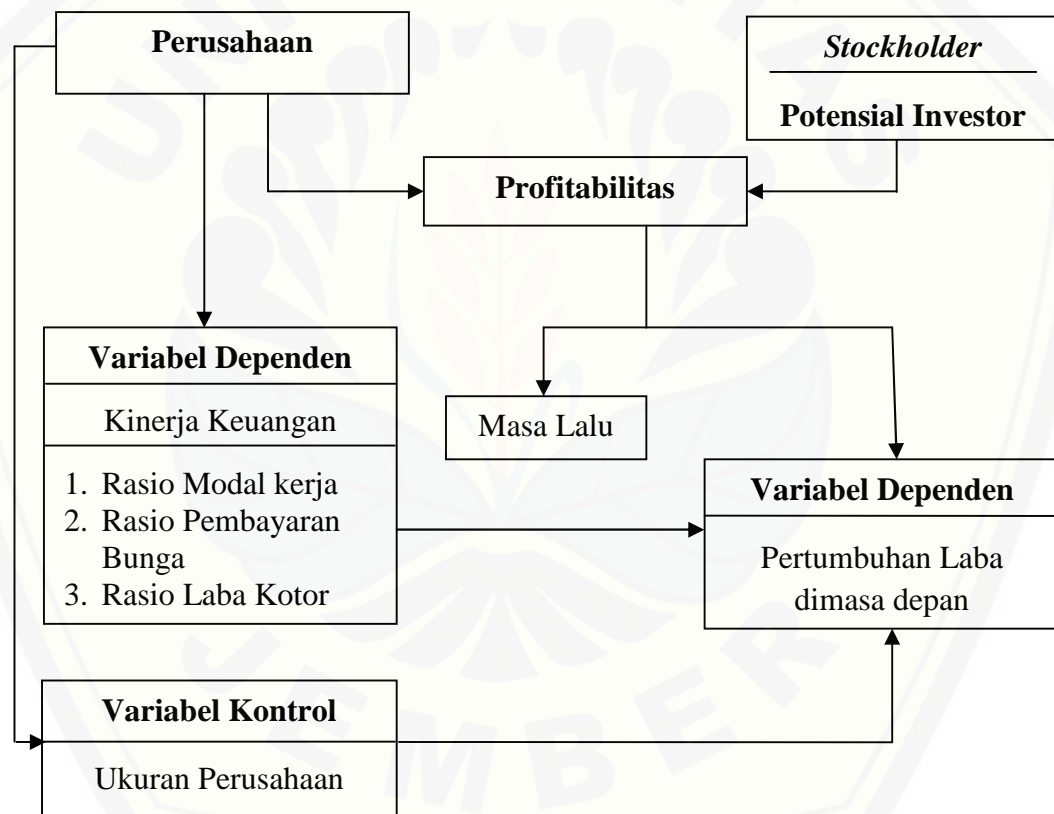 Perusahaan
Stockholder
Potensial Investor
Profitabilitas
Variabel Dependen
Kinerja Keuangan
1. Rasio Modal kerja
2. Rasio Pembayaran
Bunga
3. Rasio Laba Kotor
Masa Lalu
Variabel Dependen
Pertumbuhan Laba
dimasa depan
Variabel Kontrol
Ukuran Perusahaan
JEMBER